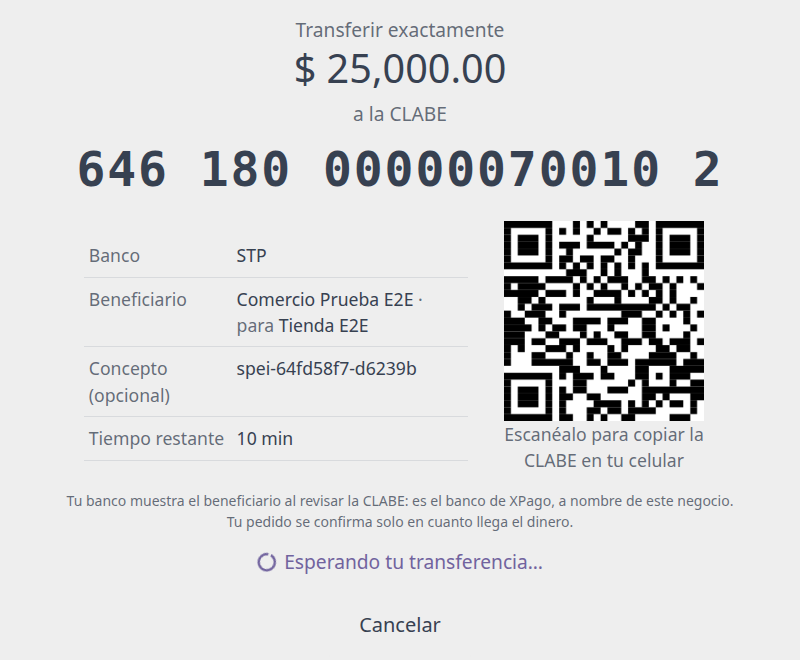 Transferir exactamente
$ 25,000.00
a la CLABE
646 180 00000070010 2
Banco STP
Beneficiario Comercio Prueba E2E ·
para Tienda E2E
Concepto spei-64fd58f7-d6239b
(opcional)
Tiempo restante 10 min
Escanéalo para copiar la
CLABE en tu celular
Tu banco muestra el beneficiario al revisar la CLABE: es el banco de XPago, a nombre de este negocio.
Tu pedido se confirma solo en cuanto llega el dinero.
Esperando tu transferencia...
Cancelar